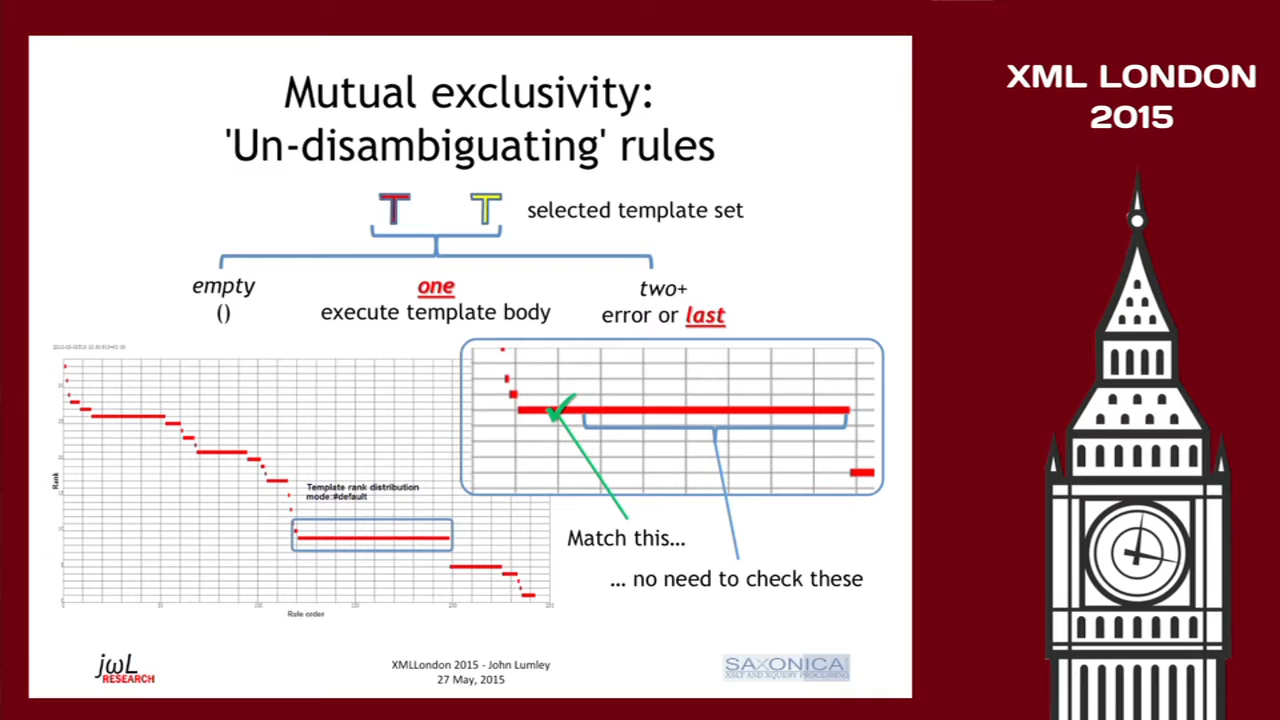 Mutual exclusivity:
'Un-disambiguating' rules
T T selected template set
empty
()
one
execute template body
two+
error or last
Template rank distribution
mode:#default
Rank
Rule order
Match this…
… no need to check these
jωL
RESEARCH
XMLLondon 2015 - John Lumley
27 May, 2015
SAXONICA
XSLT AND XQUERY PROCESSING
XML LONDON
2015